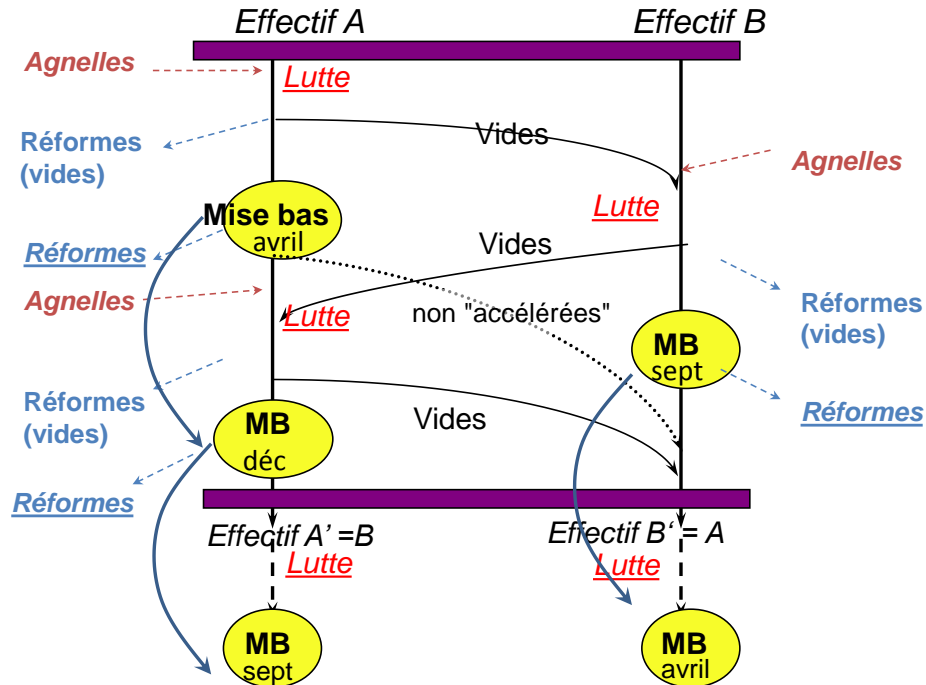 Effectif A
Effectif B
Agnelles
Lutte
Réformes
(vides)
Vides
Agnelles
Mise bas
avril
Lutte
Réformes
Vides
Agnelles
Lutte
non "accélérées"
Réformes
(vides)
MB
sept
Réformes
(vides)
Vides
Réformes
MB
déc
Réformes
Effectif A’ =B
Effectif B‘ = A
Lutte
Lutte
MB
sept
MB
avril